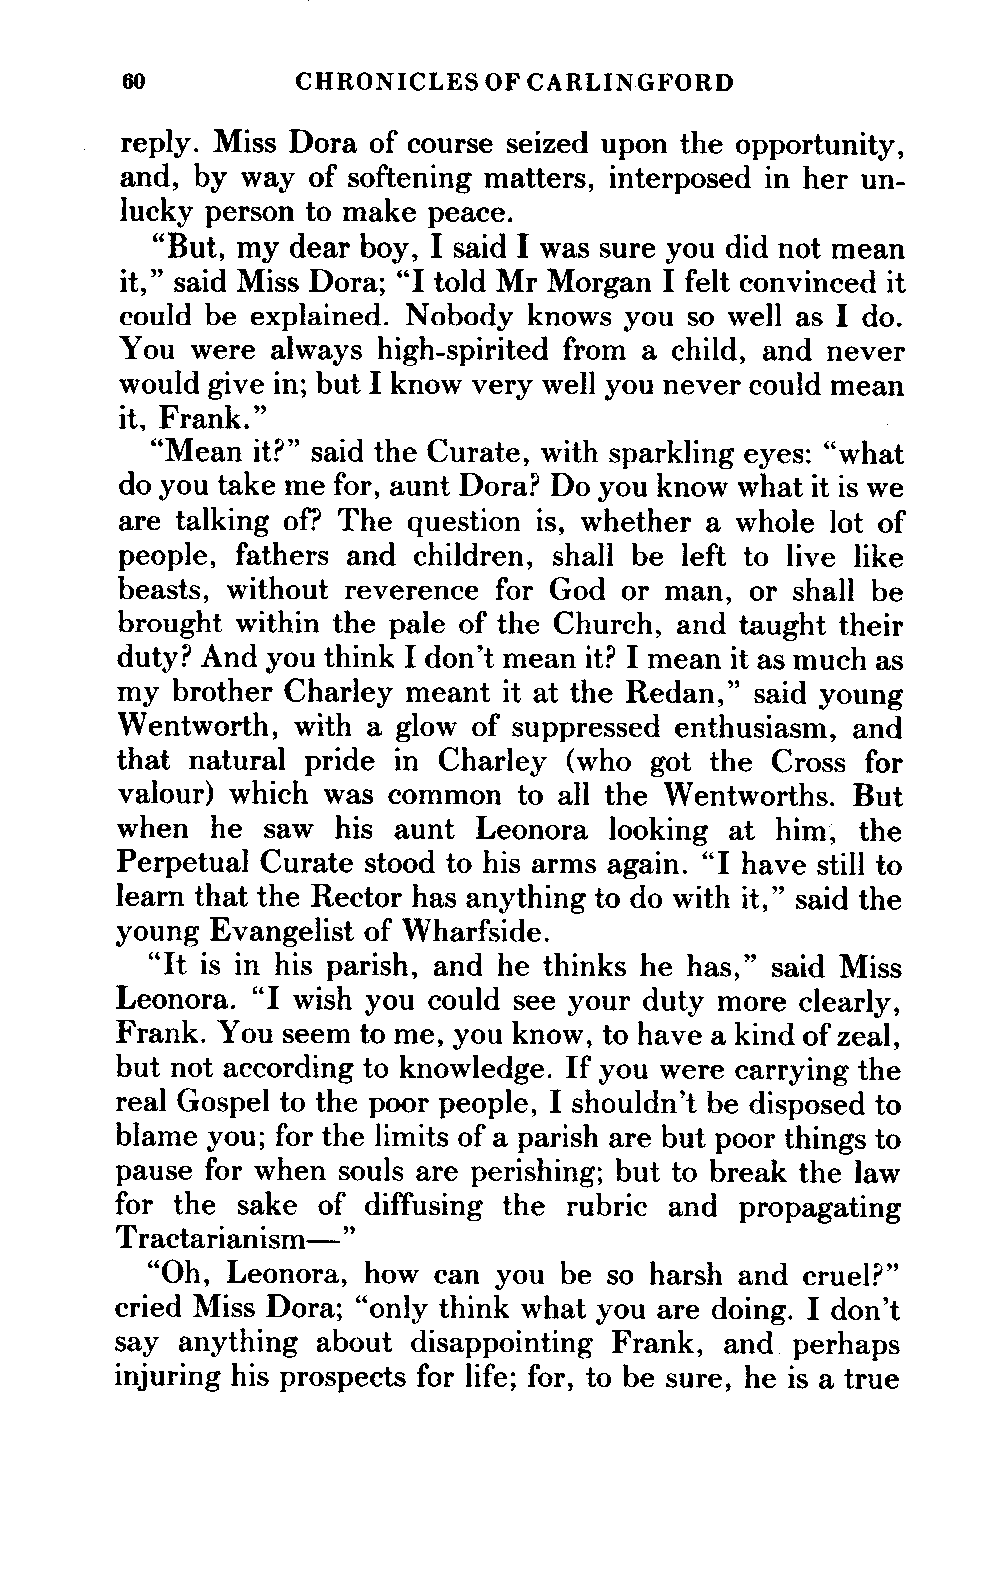 60 CHRONICLES OF CARLINGFORD
reply. Miss Dora of course seized upon the opportunity,
and, by way of softening matters, interposed in her un-
lucky person to make peace.
“But, my dear boy, I said I was sure you did not mean
it,” said Miss Dora; “I told Mr Morgan I felt convinced it
could be explained. Nobody knows you so well as I do.
You were always high-spirited from a child, and never
would give in; but I know very well you never could mean
it, Frank.”
“Mean it?” said the Curate, with sparkling eyes: “what
do you take me for, aunt Dora? Do you know what it is we
are talking of? The question is, whether a whole lot of
people, fathers and children, shall be left to live like
beasts, without reverence for God or man, or shall be
brought within the pale of the Church, and taught their
duty? And you think I don’t mean it? I mean it as much as
my brother Charley meant it at the Redan,” said young
Wentworth, with a glow of suppressed enthusiasm, and
that natural pride in Charley (who got the Cross for
valour) which was common to all the Wentworths. But
when he saw his aunt Leonora looking at him, the
Perpetual Curate stood to his arms again. “I have still to
learn that the Rector has anything to do with it,” said the
young Evangelist of Wharfside.
“It is in his parish, and he thinks he has,” said Miss
Leonora. “I wish you could see your duty more clearly,
Frank. You seem to me, you know, to have a kind of zeal,
but not according to knowledge. If you were carrying the
real Gospel to the poor people, I shouldn’t be disposed to
blame you; for the limits of a parish are but poor things to
pause for when souls are perishing; but to break the law
for the sake of diffusing the rubric and propagating
Tractarianism—”
“Oh, Leonora, how can you be so harsh and cruel?”
cried Miss Dora; “only think what you are doing. I don’t
say anything about disappointing Frank, and perhaps
injuring his prospects for life; for, to be sure, he is a true